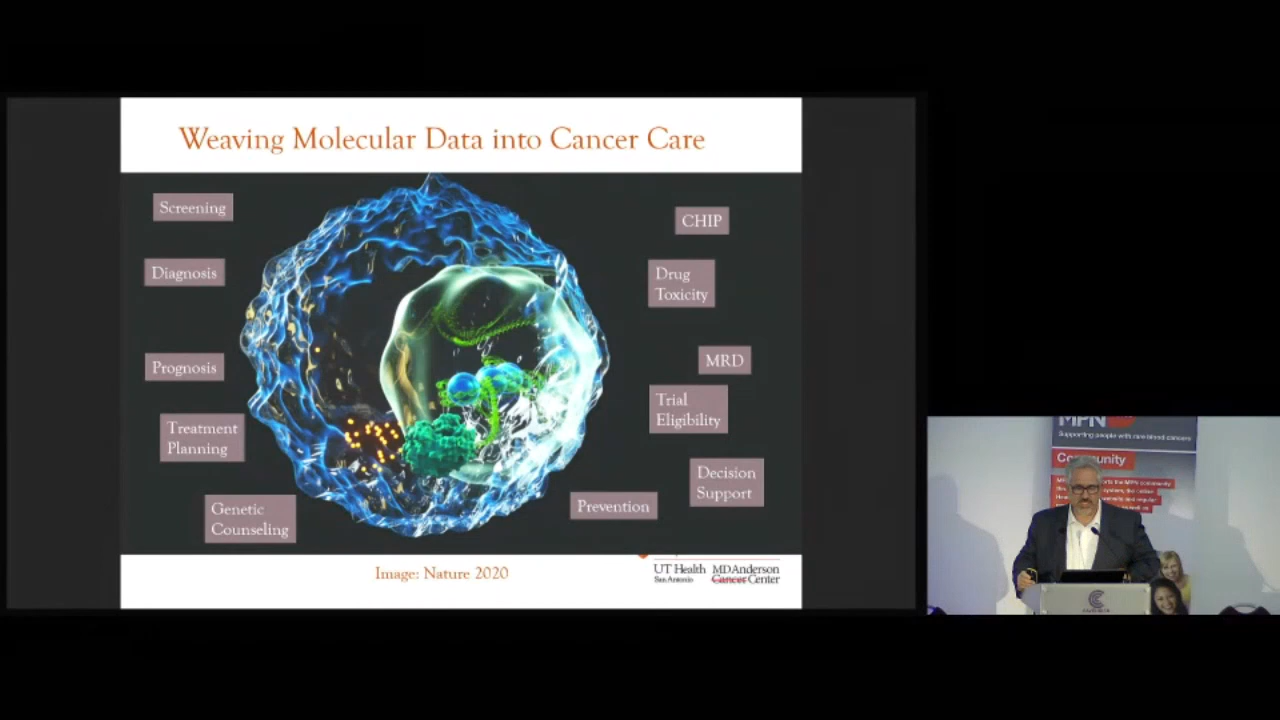 Weaving Molecular Data into Cancer Care
Screening
Diagnosis
Prognosis
Treatment
Planning
Genetic
Counseling
CHIP
Drug
Toxicity
MRD
Trial
Eligibility
Decision
Support
Prevention
Image: Nature 2020
UT Health
San Antonio
MDAnderson
Cancer Center
MPN
Supporting people with rare blood cancers
Community